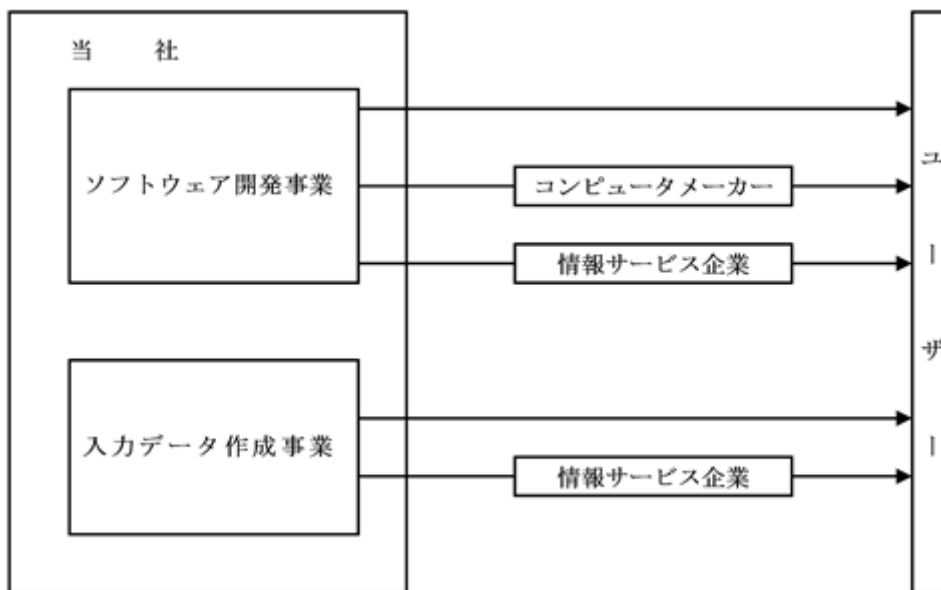 当　　社
ソフトウェア開発事業
コンピュータメーカー
情報サービス企業
入力データ作成事業
情報サービス企業
ユーザー